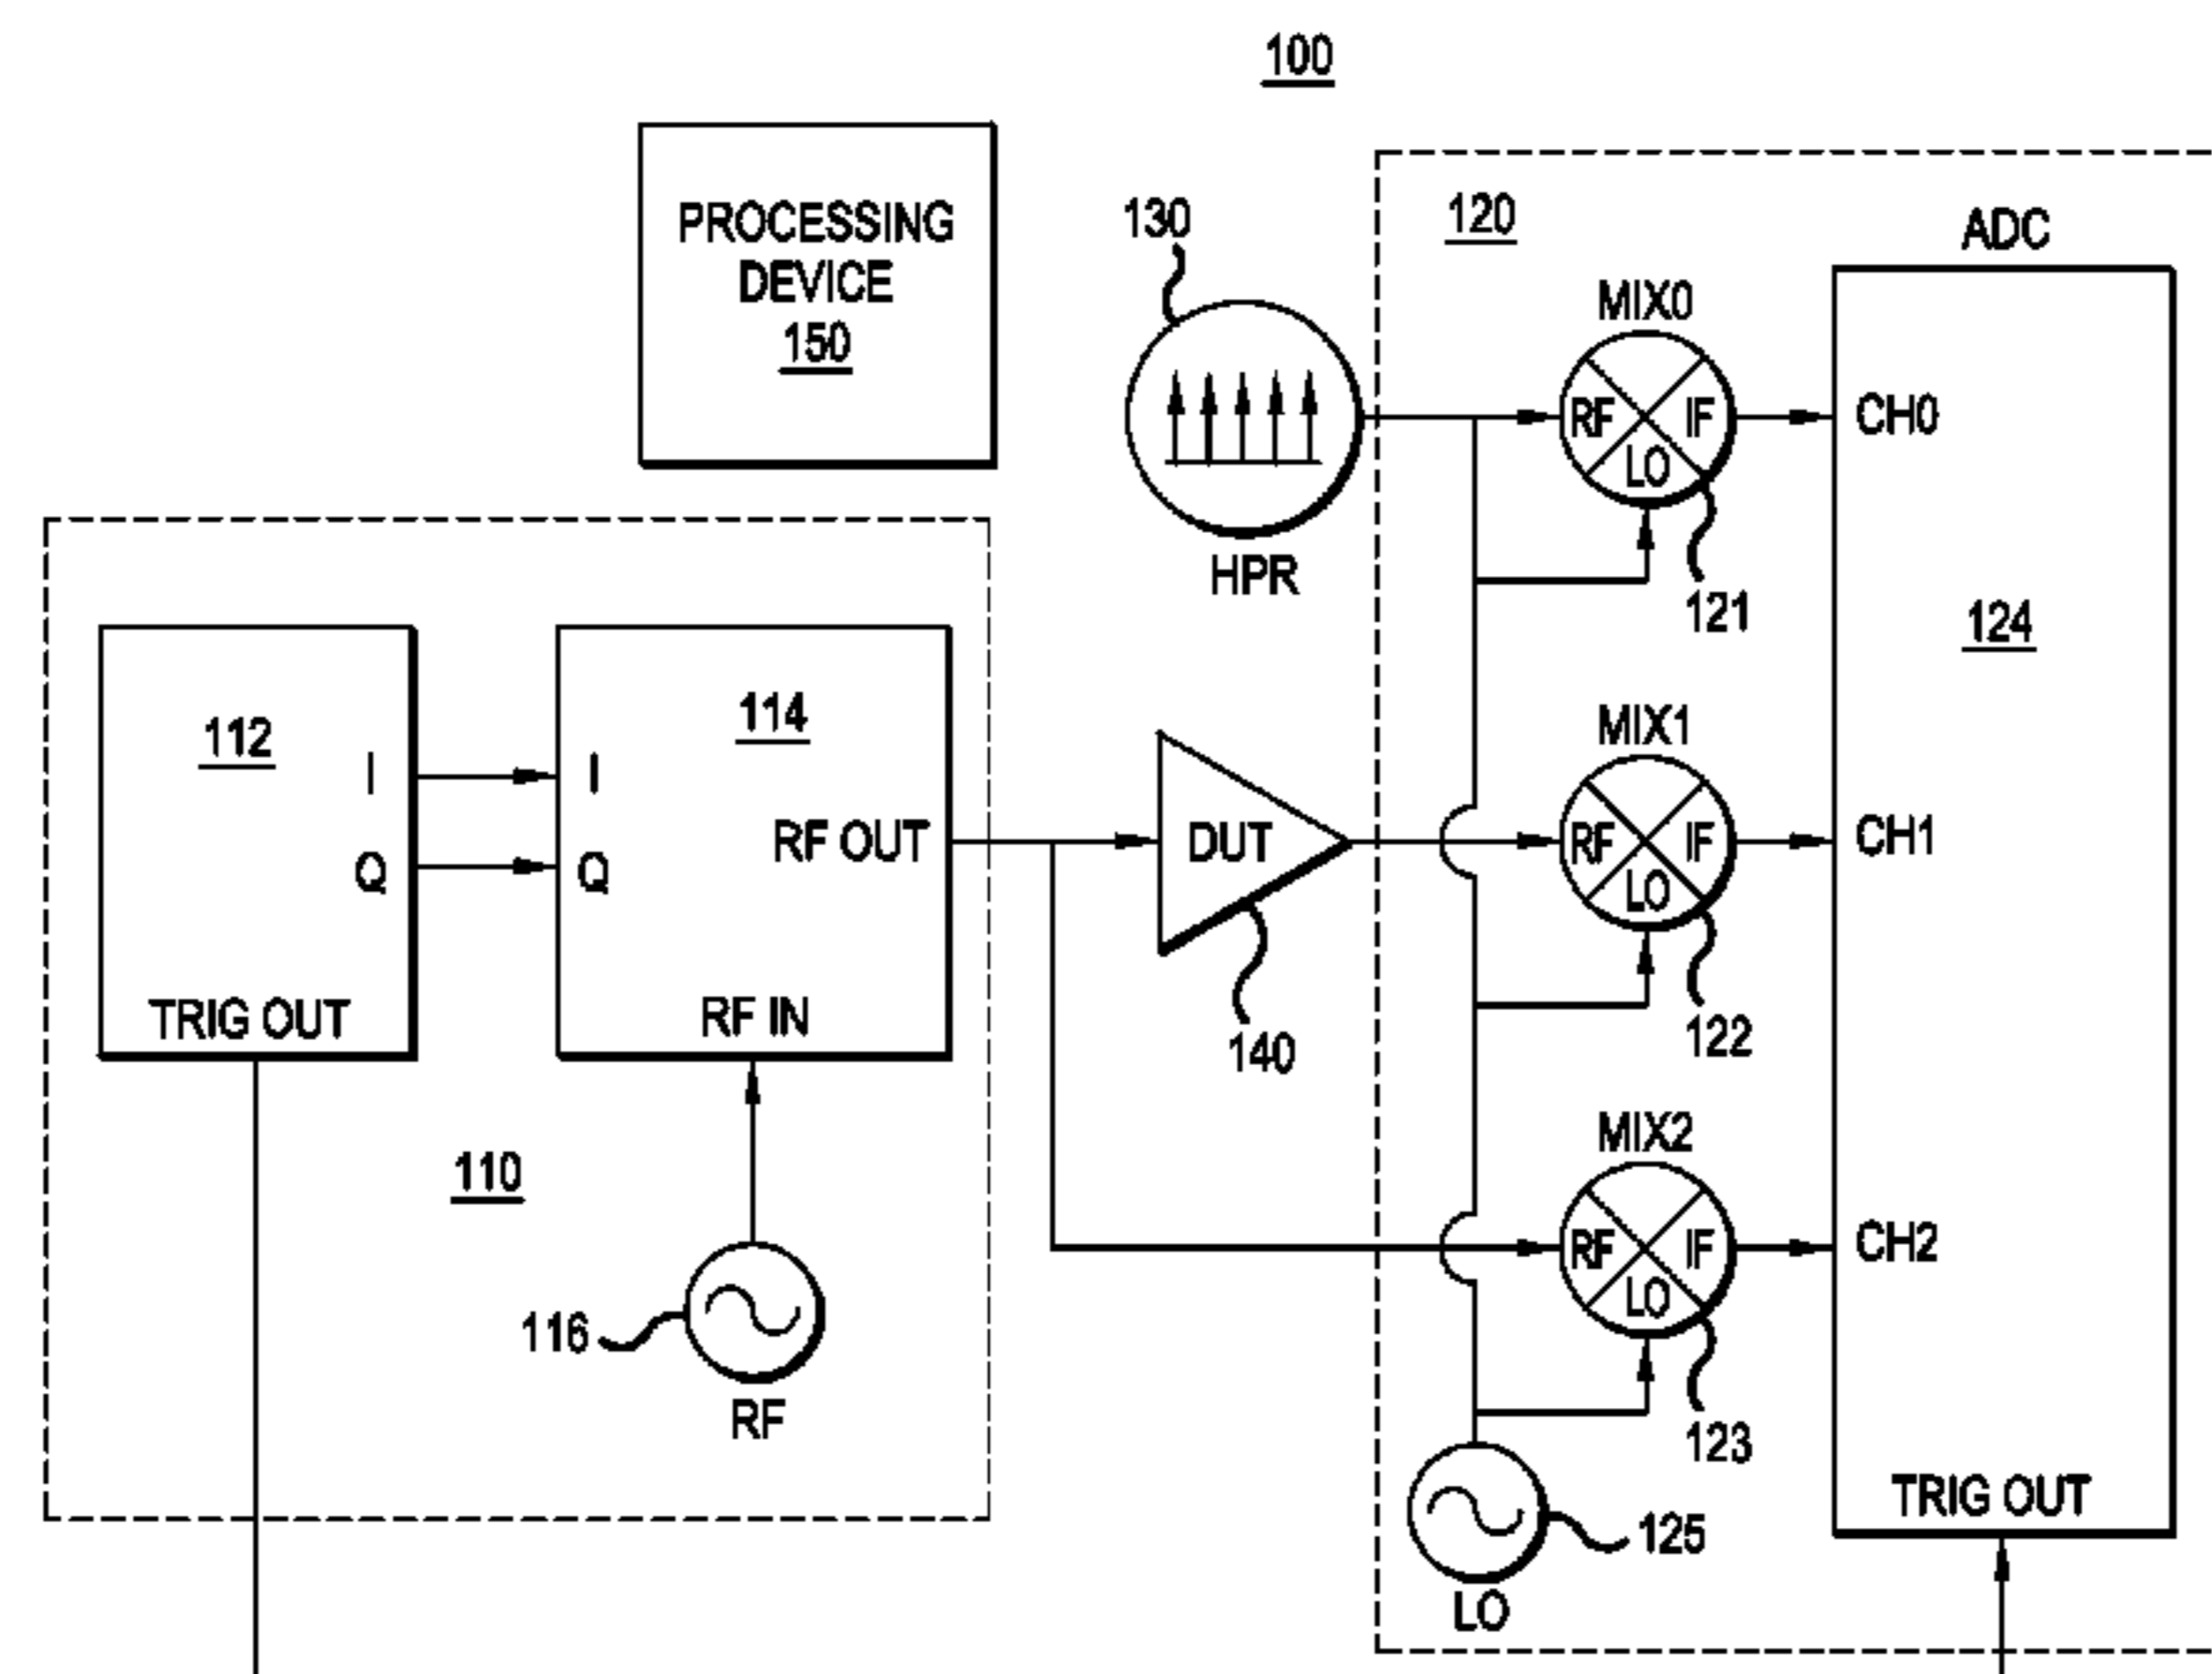 100
PROCESSING
DEVICE
150
130
HPR
120
ADC
MIX0
RF
IF
LO
121
CH0
124
112
I
Q
TRIG OUT
114
I
Q
RF OUT
RF IN
110
116
RF
DUT
140
MIX1
RF
IF
LO
122
CH1
MIX2
RF
IF
LO
123
CH2
TRIG OUT
125
LO